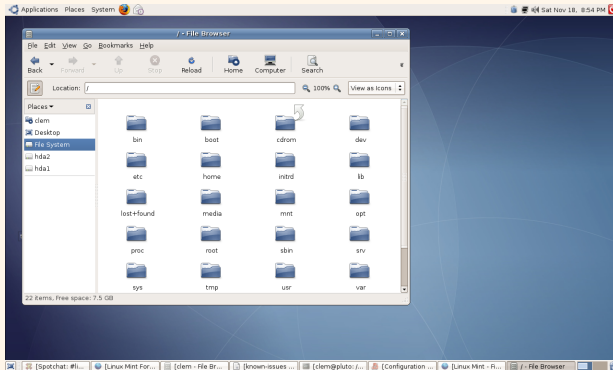 Applications Places System Sat Nov 18, 8:54 PM
/ - File Browser
File Edit View Go Bookmarks Help
Back Forward Up Stop Reload Home Computer Search
Location: / 100% View as Icons
Places
clem
Desktop
File System
hda2
hda1
bin boot cdrom dev
etc home initrd lib
lost+found media mnt opt
proc root sbin srv
sys tmp usr var
22 items, Free space: 7.5 GB
[Spotchat: #li... [Linux Mint For... [clem - File Br... [known-issues ... [clem@pluto: /... [Configuration ... [Linux Mint - Fi... / - File Browser